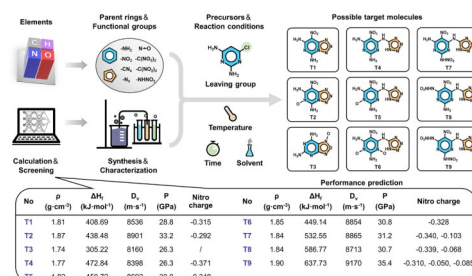 Elements
Parent rings &
Functional groups
Precursors &
Reaction conditions
Possible target molecules
C H
N O
-NH₂ N+O
-NO₂ -C(NO₂)₃
-CN₄ -C(NO₂)₂
-N₃ -NHNO₂
H₂N
Cl
NH₂
Leaving group
Temperature
Time Solvent
Calculation &
Screening
Synthesis &
Characterization
T1 T4 T7
T2 T5 T8
T3 T6 T9
Performance prediction
No ρ (g·cm⁻³) ΔHf (kJ·mol⁻¹) Dv (m·s⁻¹) P (GPa) Nitro charge
T1 1.81 408.69 8536 28.8 -0.315
T2 1.87 438.48 8901 33.2 -0.292
T3 1.74 305.22 8160 26.3 /
T4 1.77 472.84 8398 26.3 -0.371
No ρ (g·cm⁻³) ΔHf (kJ·mol⁻¹) Dv (m·s⁻¹) P (GPa) Nitro charge
T6 1.85 449.14 8854 30.8 -0.328
T7 1.84 532.55 8865 31.2 -0.340, -0.103
T8 1.84 586.77 8713 30.7 -0.339, -0.068
T9 1.90 637.73 9170 35.4 -0.310, -0.050, -0.085